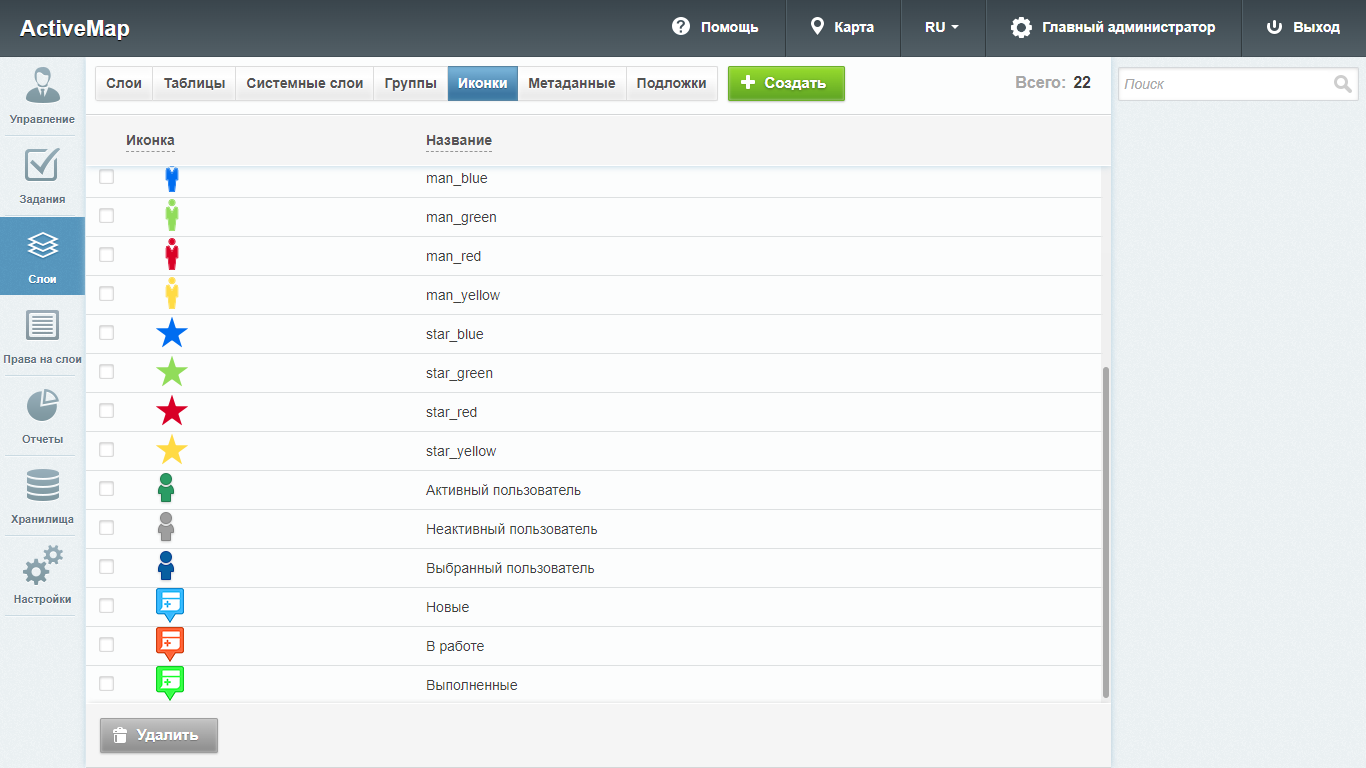 ActiveMap
Помощь
Карта
RU
Главный администратор
Выход
Управление
Задания
Слои
Права на слои
Отчеты
Хранилища
Настройки
Слои
Таблицы
Системные слои
Группы
Иконки
Метаданные
Подложки
Создать
Всего: 22
Поиск
Иконка
Название
man_blue
man_green
man_red
man_yellow
star_blue
star_green
star_red
star_yellow
Активный пользователь
Неактивный пользователь
Выбранный пользователь
Новые
В работе
Выполненные
Удалить